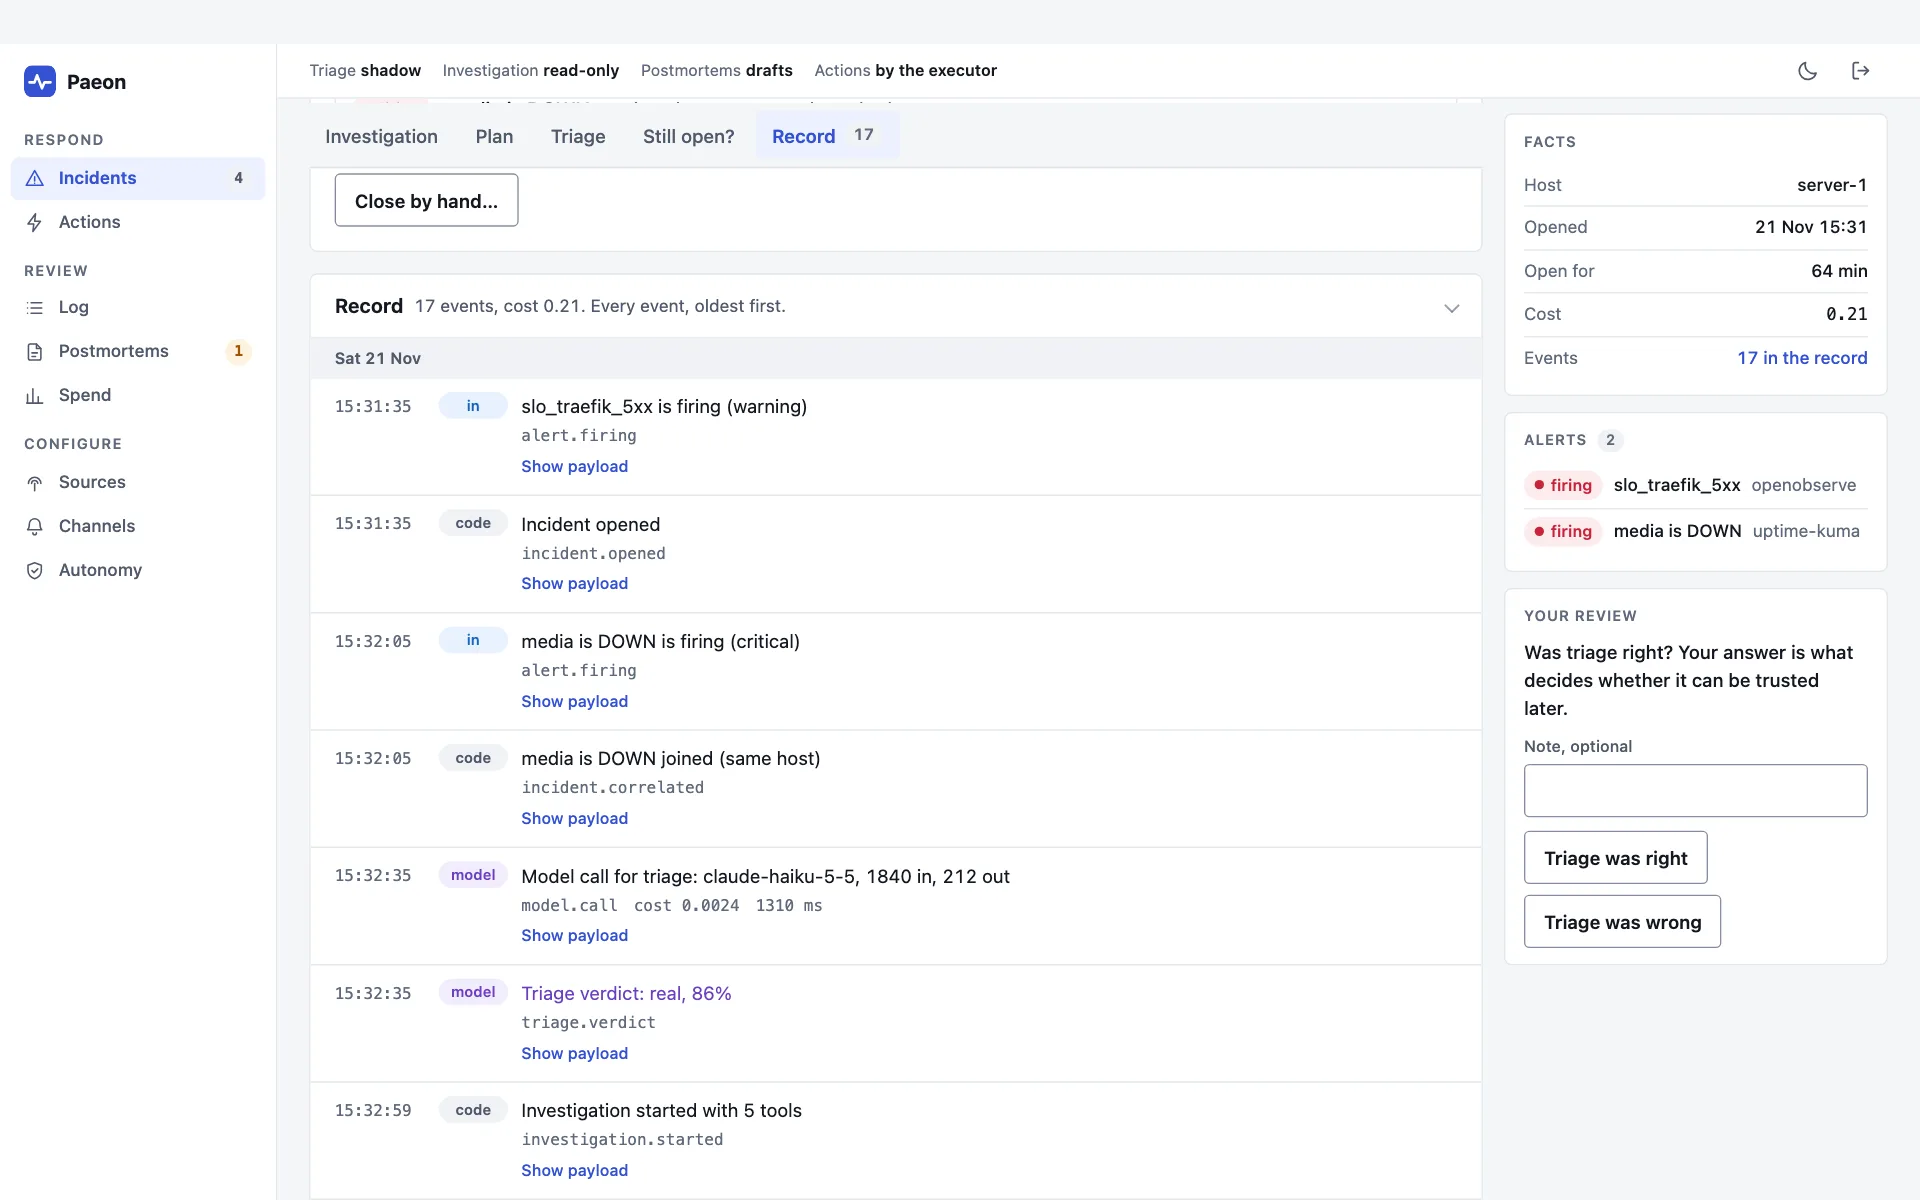 Paeon
RESPOND
Incidents 4
Actions
REVIEW
Log
Postmortems 1
Spend
CONFIGURE
Sources
Channels
Autonomy
Triage shadow Investigation read-only Postmortems drafts Actions by the executor
Investigation Plan Triage Still open? Record 17
Close by hand...
Record 17 events, cost 0.21. Every event, oldest first.
Sat 21 Nov
15:31:35 in slo_traefik_5xx is firing (warning)
alert.firing
Show payload
15:31:35 code Incident opened
incident.opened
Show payload
15:32:05 in media is DOWN is firing (critical)
alert.firing
Show payload
15:32:05 code media is DOWN joined (same host)
incident.correlated
Show payload
15:32:35 model Model call for triage: claude-haiku-5-5, 1840 in, 212 out
model.call cost 0.0024 1310 ms
Show payload
15:32:35 model Triage verdict: real, 86%
triage.verdict
Show payload
15:32:59 code Investigation started with 5 tools
investigation.started
Show payload
FACTS
Host server-1
Opened 21 Nov 15:31
Open for 64 min
Cost 0.21
Events 17 in the record
ALERTS 2
firing slo_traefik_5xx openobserve
firing media is DOWN uptime-kuma
YOUR REVIEW
Was triage right? Your answer is what
decides whether it can be trusted
later.
Note, optional
Triage was right
Triage was wrong